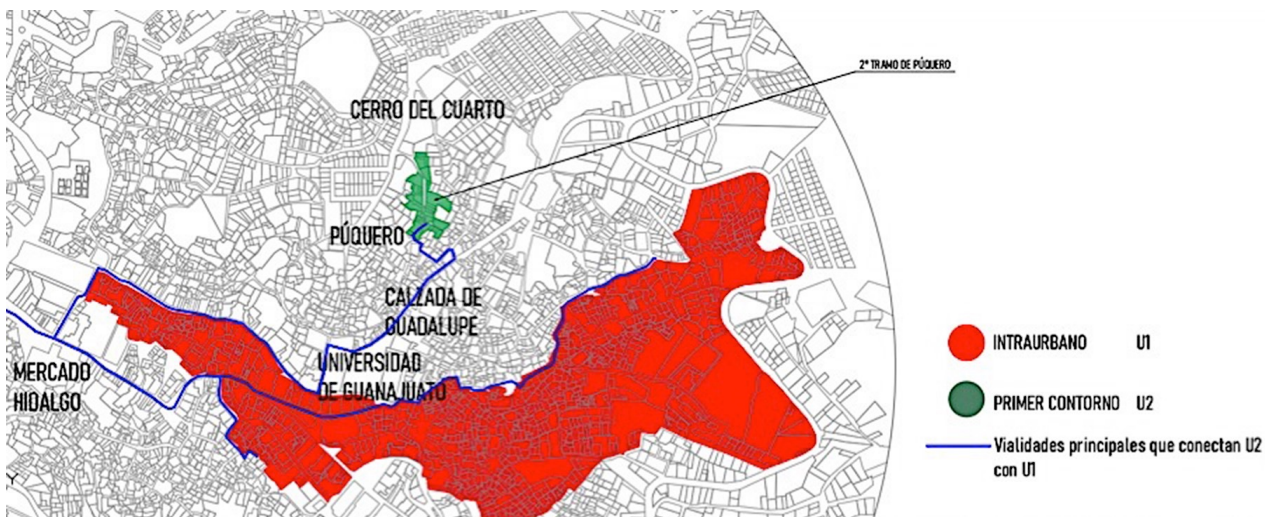 2° TRAMO DE PÚQUERO
CERRO DEL CUARTO
PÚQUERO
CALZADA DE
GUADALUPE
UNIVERSIDAD
DE GUANAJUATO
MERCADO
HIDALGO
Y
INTRAURBANO U1
PRIMER CONTORNO U2
Vialidades principales que conectan U2
con U1